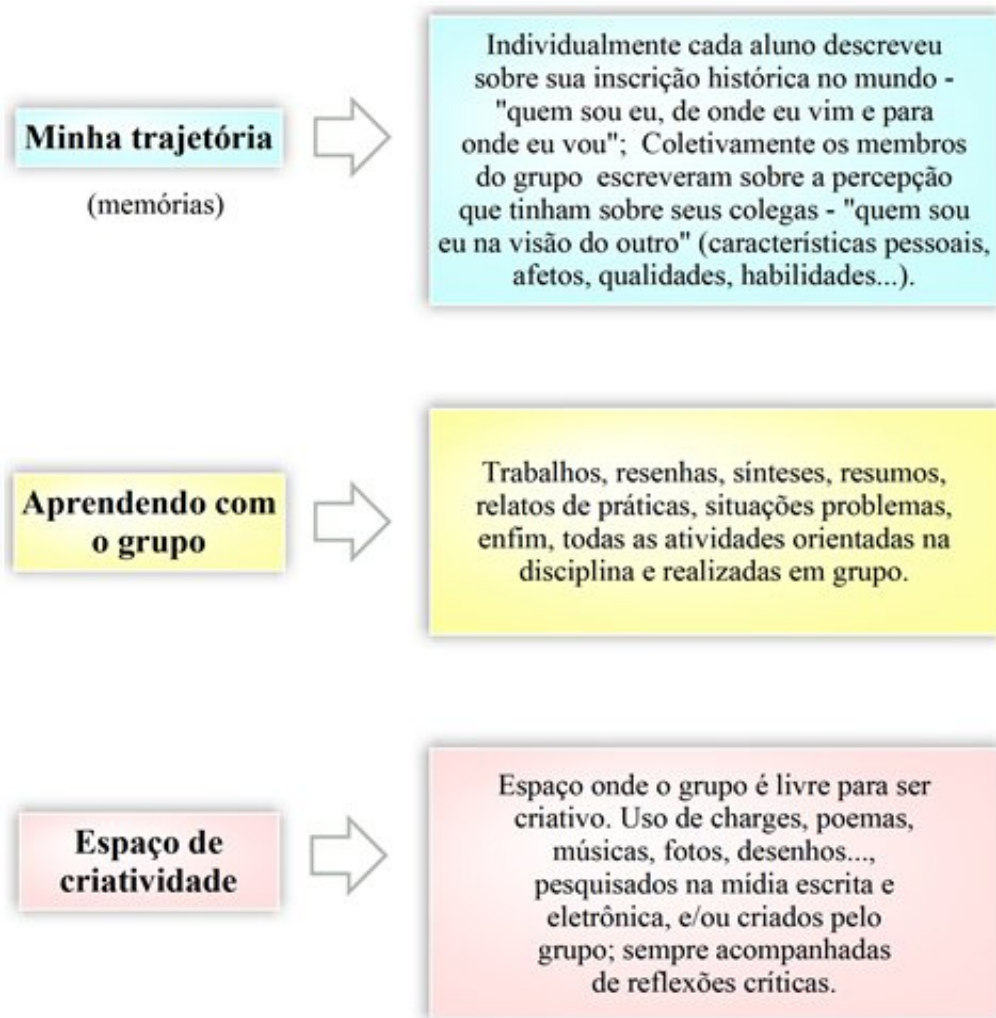 Minha trajetória
(memórias)
Individualmente cada aluno descreveu
sobre sua inscrição histórica no mundo -
"quem sou eu, de onde eu vim e para
onde eu vou";  Coletivamente os membros
do grupo  escreveram sobre a percepção
que tinham sobre seus colegas - "quem sou
eu na visão do outro" (características pessoais,
afetos, qualidades, habilidades...).
Aprendendo com
o grupo
Trabalhos, resenhas, sínteses, resumos,
relatos de práticas, situações problemas,
enfim, todas as atividades orientadas na
disciplina e realizadas em grupo.
Espaço de
criatividade
Espaço onde o grupo é livre para ser
criativo. Uso de charges, poemas,
músicas, fotos, desenhos...,
pesquisados na mídia escrita e
eletrônica, e/ou criados pelo
grupo; sempre acompanhadas
de reflexões críticas.